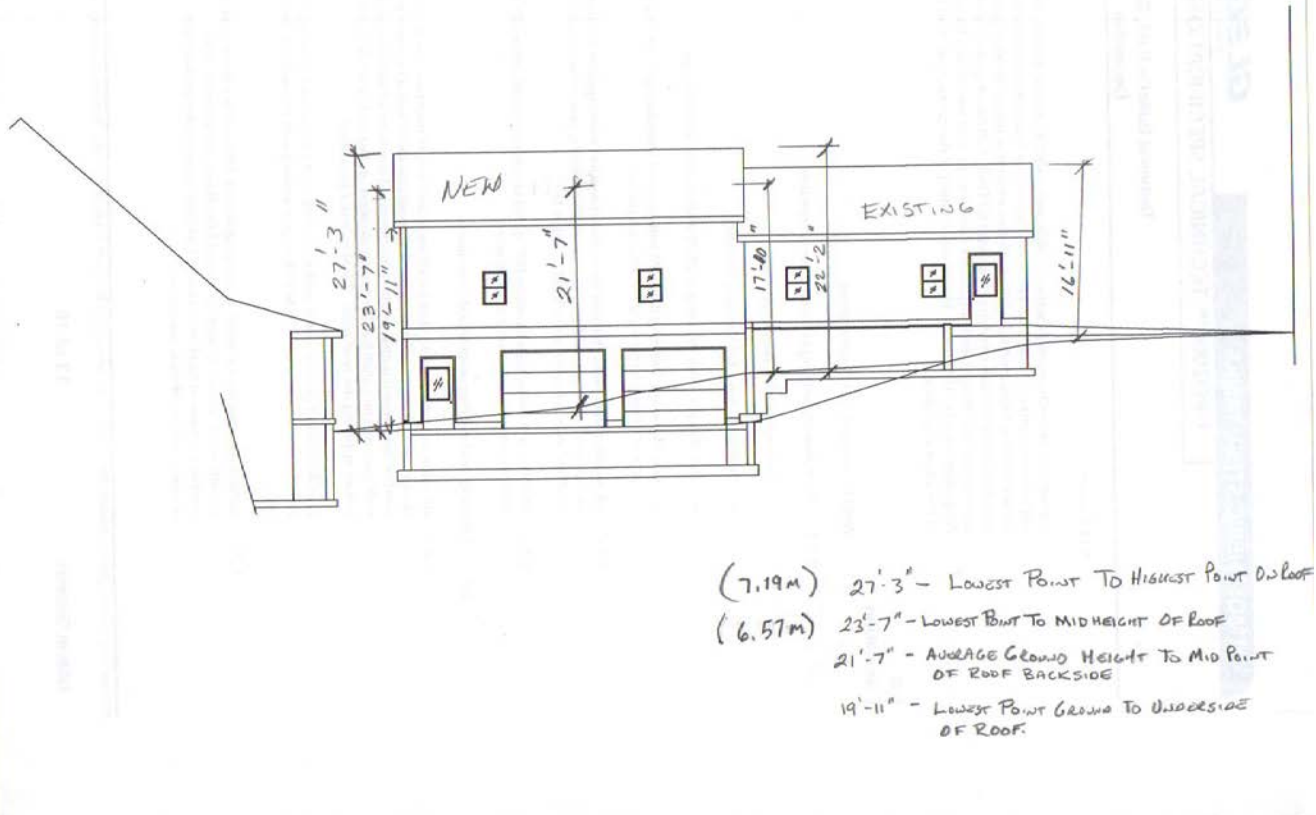 NEW
EXISTING
27'-3"
23'-7"
19'-11"
21'-7"
22'-2"
16'-11"
(7.19m) 27'-3" - LOWEST POINT TO HIGHEST POINT ON ROOF
(6.57m) 23'-7" - LOWEST POINT TO MID HEIGHT OF ROOF
21'-7" - AVERAGE GROUND HEIGHT TO MID POINT
OF ROOF BACKSIDE
19'-11" - LOWEST POINT GROUND TO UNDERSIDE
OF ROOF.